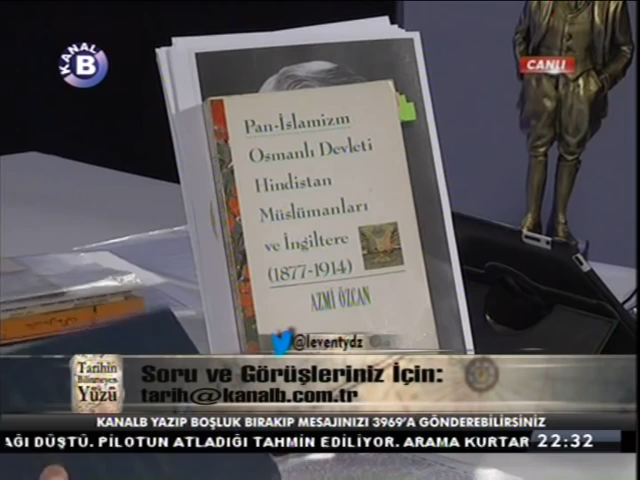 KANAL B
CANLI
Pan-İslamizm
Osmanlı Devleti
Hindistan
Müslümanları
ve İngiltere
(1877-1914)
AZMİ ÖZCAN
@leventydz
Tarihin
Bilinmeyen
Yüzü
Soru ve Görüşleriniz İçin:
tarih@kanalb.com.tr
KANALB YAZIP BOŞLUK BIRAKIP MESAJINIZI 3969'A GÖNDEREBİLİRSİNİZ
AĞI DÜŞTÜ. PİLOTUN ATLADIĞI TAHMİN EDİLİYOR. ARAMA KURTAR 22:32